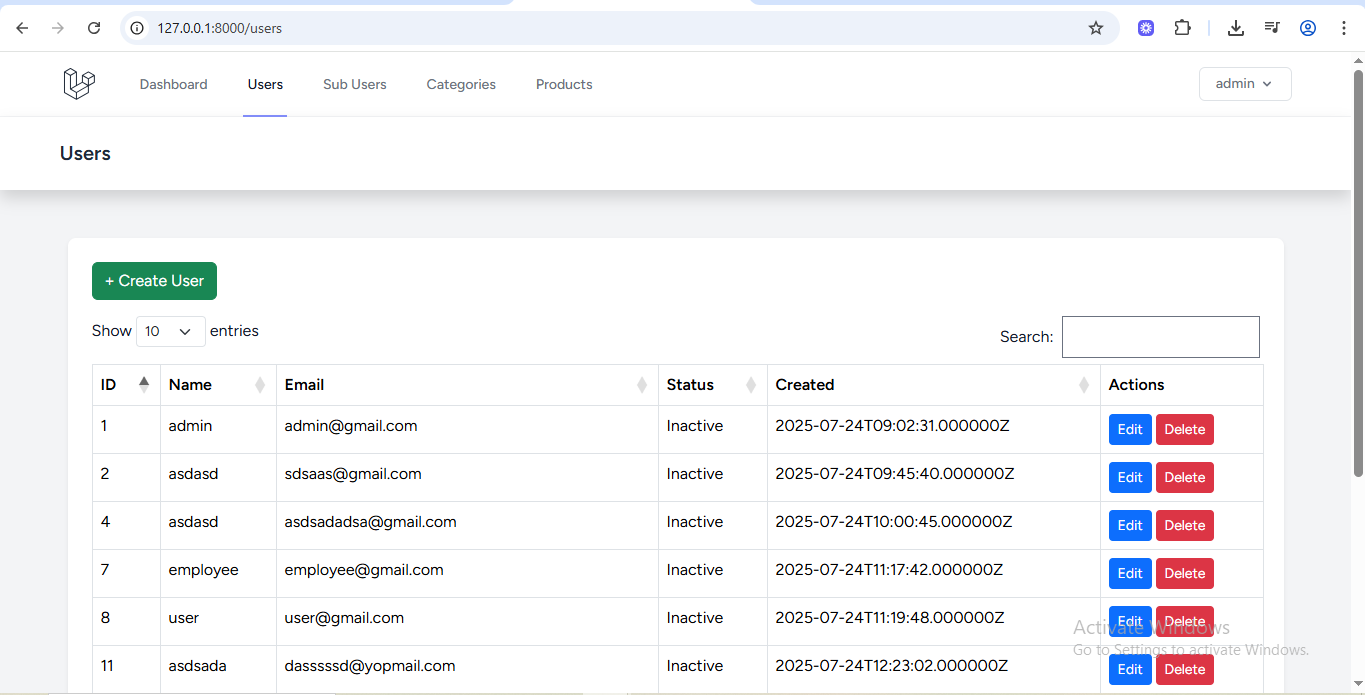 127.0.0.1:8000/users
Dashboard Users Sub Users Categories Products admin
Users
+ Create User
Show 10 entries Search:
ID Name Email Status Created Actions
1 admin admin@gmail.com Inactive 2025-07-24T09:02:31.000000Z Edit Delete
2 asdasd sdsaas@gmail.com Inactive 2025-07-24T09:45:40.000000Z Edit Delete
4 asdasd asdsadadsa@gmail.com Inactive 2025-07-24T10:00:45.000000Z Edit Delete
7 employee employee@gmail.com Inactive 2025-07-24T11:17:42.000000Z Edit Delete
8 user user@gmail.com Inactive 2025-07-24T11:19:48.000000Z Edit Delete
Activate Windows
Go to Settings to activate Windows.
11 asdsada dasssssd@yopmail.com Inactive 2025-07-24T12:23:02.000000Z Edit Delete